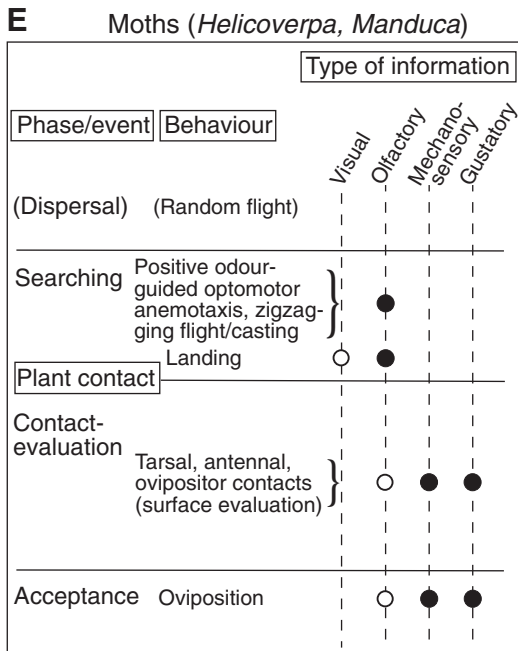 E Moths (Helicoverpa, Manduca)
Type of information
Phase/event Behaviour
Visual
Olfactory
Mechano-
sensory
Gustatory
(Dispersal) (Random flight)
Searching Positive odour-
guided optomotor
anemotaxis, zigzag-
ging flight/casting
Landing
Plant contact
Contact-
evaluation
Tarsal, antennal,
ovipositor contacts
(surface evaluation)
Acceptance Oviposition